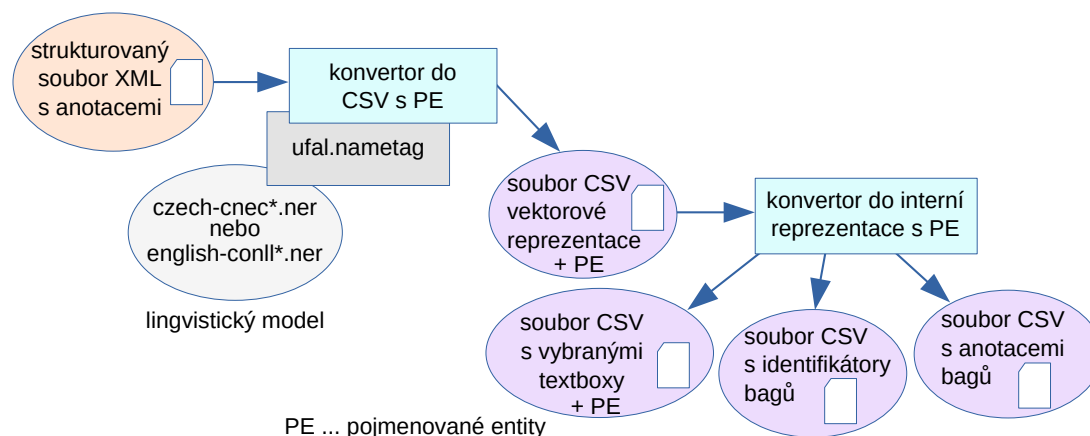 strukturovaný
soubor XML
s anotacemi
konvertor do
CSV s PE
ufal.nametag
czech-cnec*.ner
nebo
english-conll*.ner
lingvistický model
soubor CSV
vektorové
reprezentace
+ PE
konvertor do interní
reprezentace s PE
soubor CSV
s vybranými
textboxy
+ PE
soubor CSV
s identifikátory
bagů
soubor CSV
s anotacemi
bagů
PE ... pojmenované entity